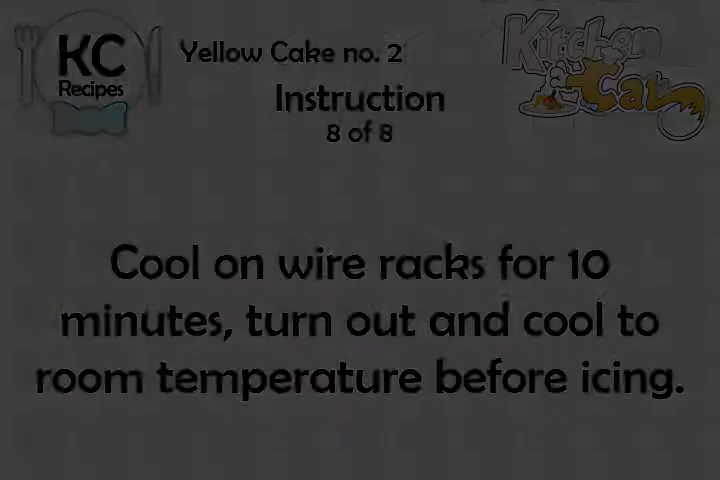 KC
Recipes
Yellow Cake no. 2
Instruction
8 of 8
Kitchen
Cat
Cool on wire racks for 10
minutes, turn out and cool to
room temperature before icing.